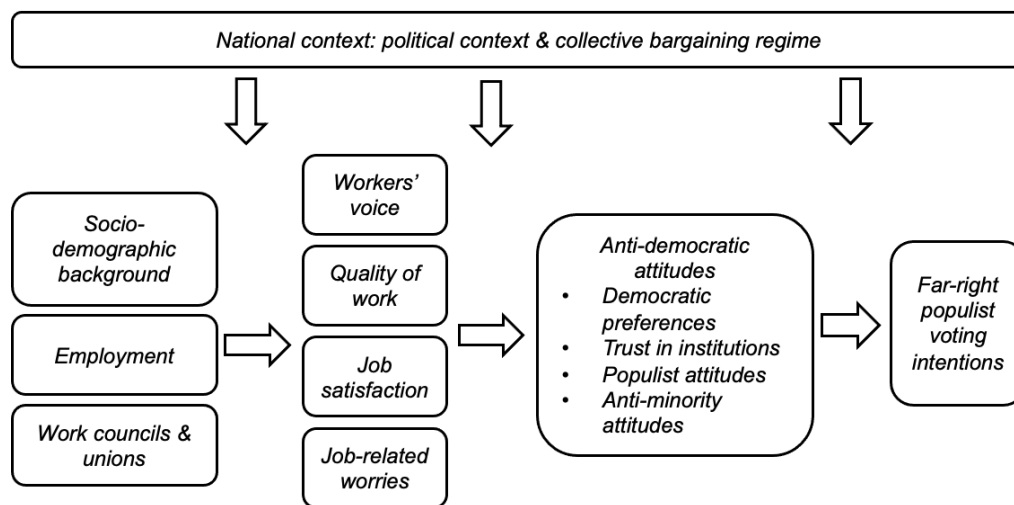 National context: political context & collective bargaining regime
Socio-
demographic
background
Employment
Work councils &
unions
Workers’
voice
Quality of
work
Job
satisfaction
Job-related
worries
Anti-democratic
attitudes
• Democratic
preferences
• Trust in institutions
• Populist attitudes
• Anti-minority
attitudes
Far-right
populist
voting
intentions